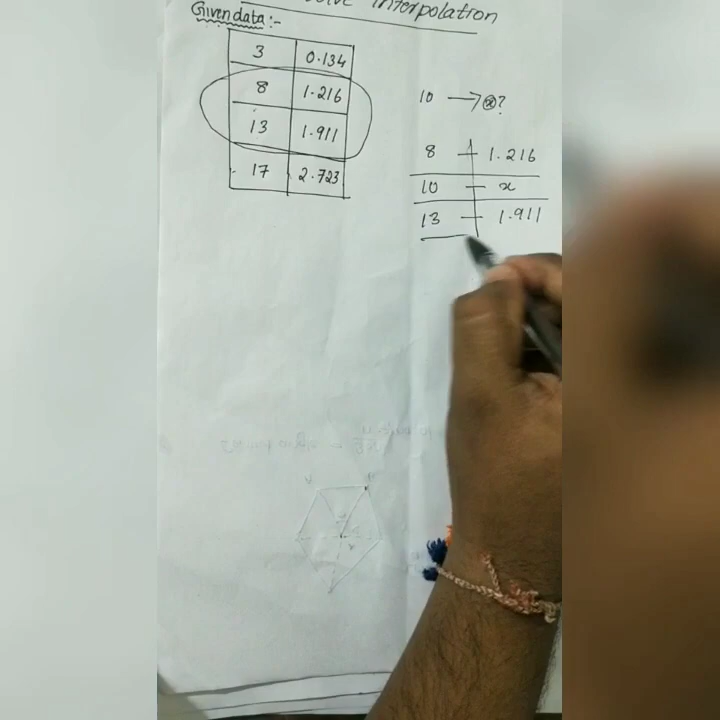 Interpolation
Given data :-
3 0.134
8 1.216
13 1.911
17 2.723
10 → x?
8 1.216
10 x
13 1.911